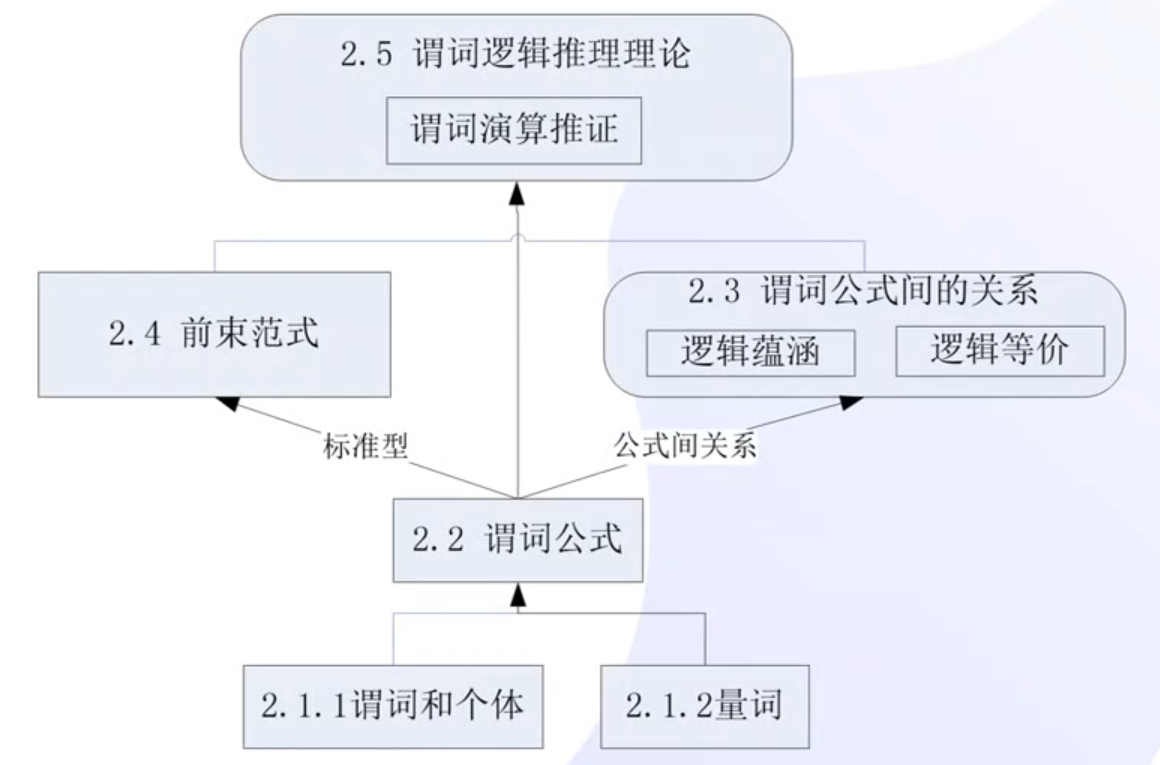 2.5 谓词逻辑推理理论
谓词演算推证
2.4 前束范式
2.3 谓词公式间的关系
逻辑蕴涵
逻辑等价
标准型
公式间关系
2.2 谓词公式
2.1.1谓词和个体
2.1.2量词